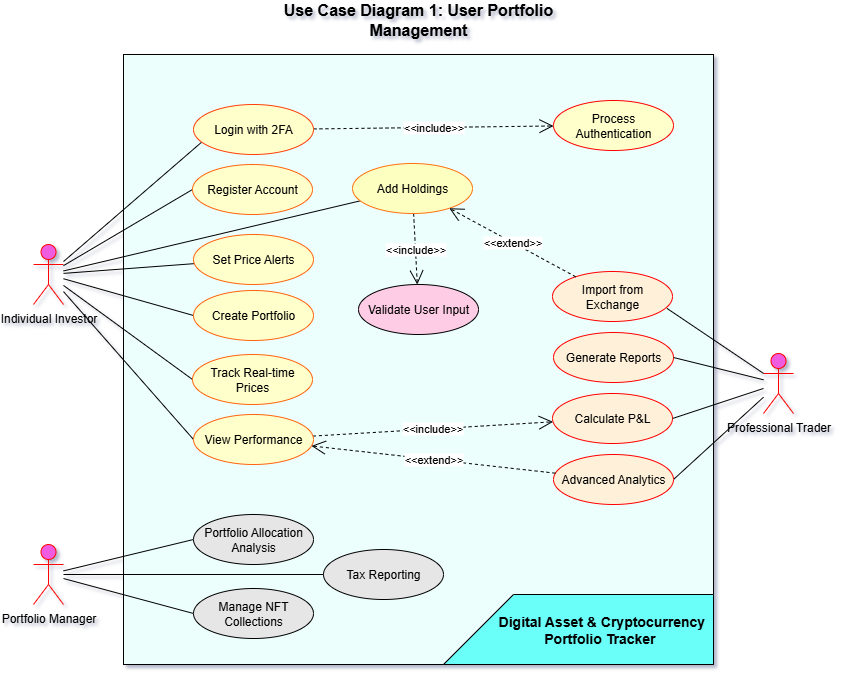 Use Case Diagram 1: User Portfolio
Management
Login with 2FA
<<include>>
Process
Authentication
Register Account
Add Holdings
<<extend>>
<<include>>
Set Price Alerts
Import from
Exchange
Individual Investor
Create Portfolio
Validate User Input
Generate Reports
Track Real-time
Prices
Calculate P&L
Professional Trader
View Performance
<<include>>
<<extend>>
Advanced Analytics
Portfolio Allocation
Analysis
Tax Reporting
Portfolio Manager
Manage NFT
Collections
Digital Asset & Cryptocurrency
Portfolio Tracker